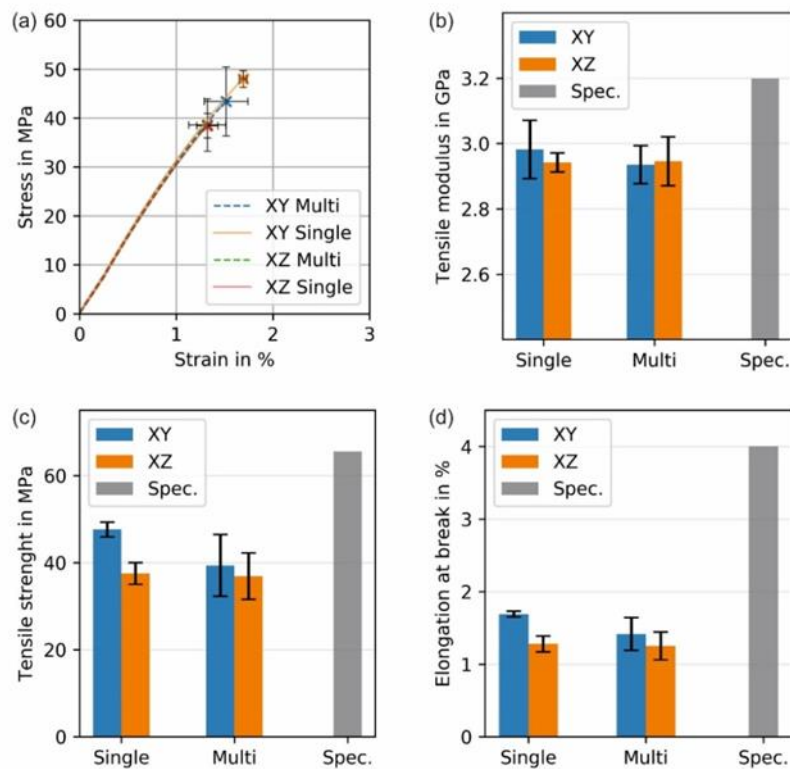 (a)
Stress in MPa
60
50
40
30
20
10
0
XY Multi
XY Single
XZ Multi
XZ Single
0 1 2 3
Strain in %
(b)
Tensile modulus in GPa
3.2
3.0
2.8
2.6
XY
XZ
Spec.
Single Multi Spec.
(c)
Tensile strenght in MPa
60
40
20
0
XY
XZ
Spec.
Single Multi Spec.
(d)
Elongation at break in %
4
3
2
1
0
XY
XZ
Spec.
Single Multi Spec.